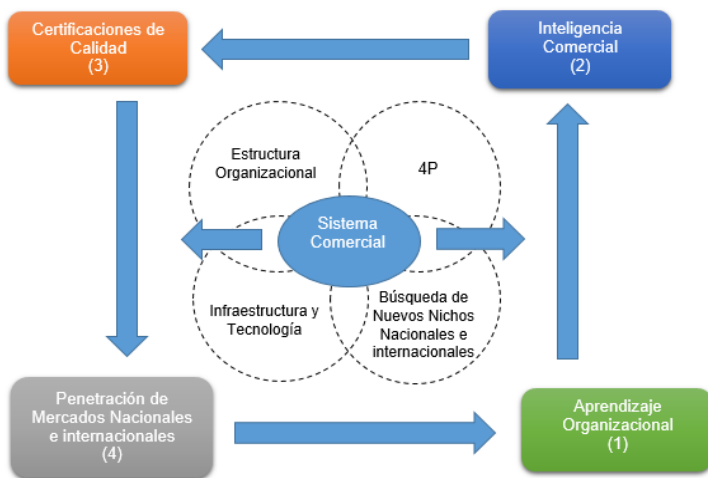 Certificaciones de
Calidad
(3)
Inteligencia
Comercial
(2)
Estructura
Organizacional
4P
Sistema
Comercial
Infraestructura y
Tecnología
Búsqueda de
Nuevos Nichos
Nacionales e
internacionales
Penetración de
Mercados Nacionales
e internacionales
(4)
Aprendizaje
Organizacional
(1)